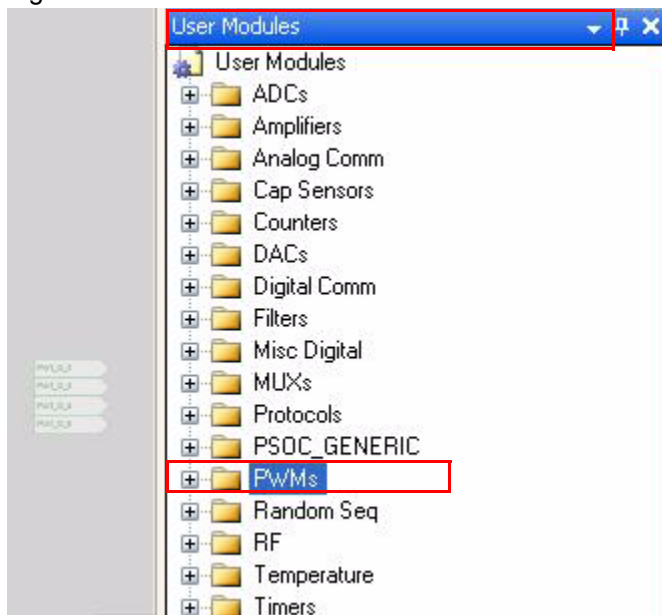 User Modules
User Modules
ADCs
Amplifiers
Analog Comm
Cap Sensors
Counters
DACs
Digital Comm
Filters
Misc Digital
MUXs
Protocols
PSOC_GENERIC
PWMs
Random Seq
RF
Temperature
Timers